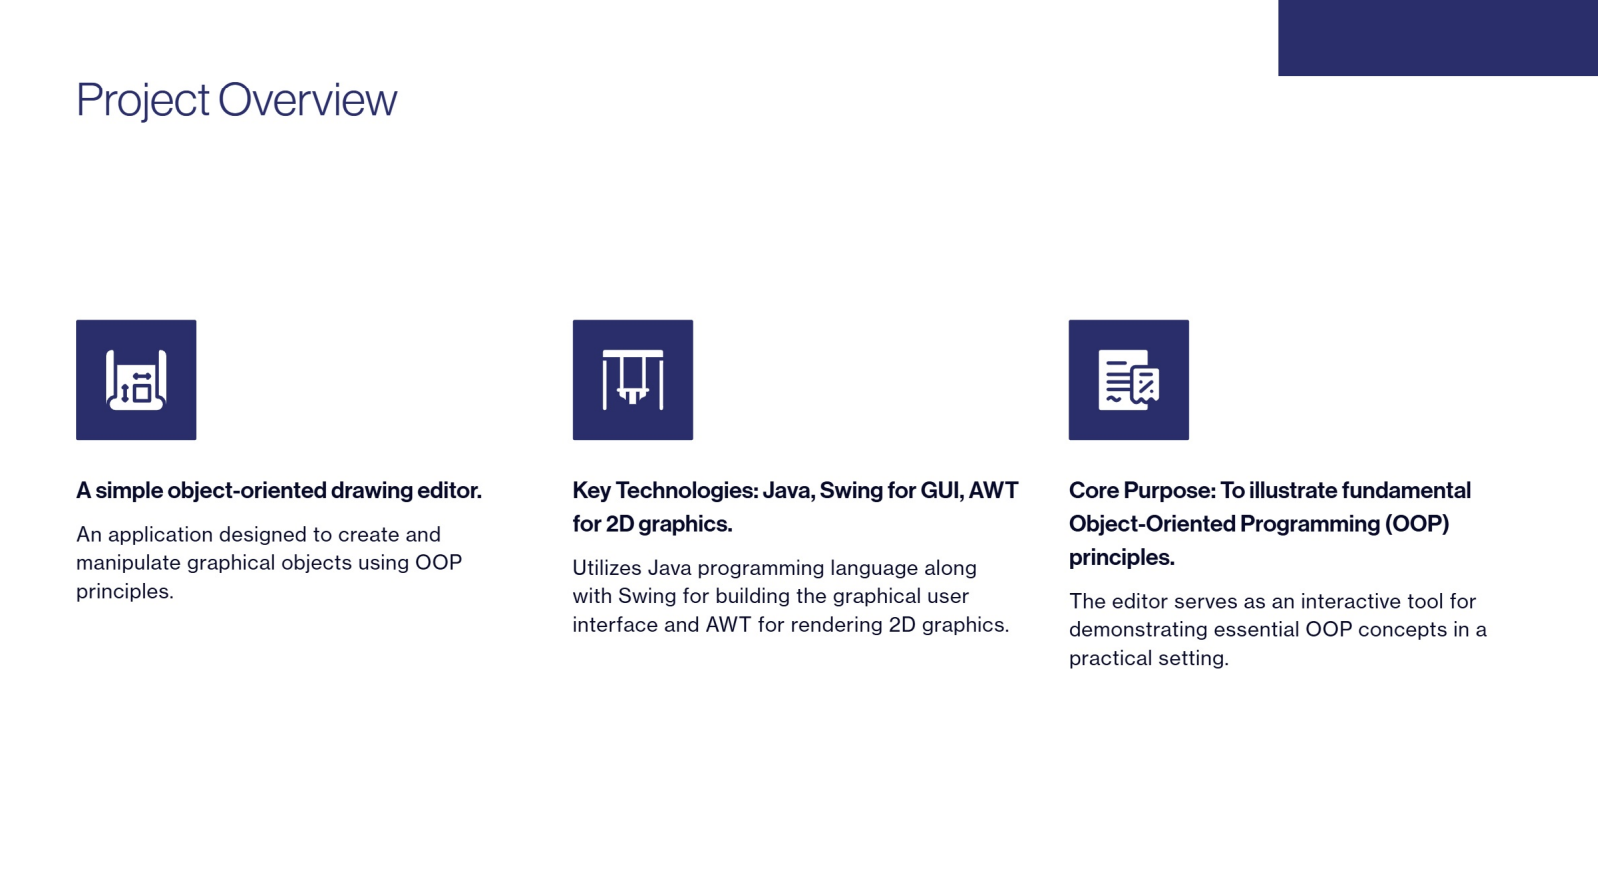 Project Overview
A simple object-oriented drawing editor.
An application designed to create and
manipulate graphical objects using OOP
principles.
Key Technologies: Java, Swing for GUI, AWT
for 2D graphics.
Utilizes Java programming language along
with Swing for building the graphical user
interface and AWT for rendering 2D graphics.
Core Purpose: To illustrate fundamental
Object-Oriented Programming (OOP)
principles.
The editor serves as an interactive tool for
demonstrating essential OOP concepts in a
practical setting.